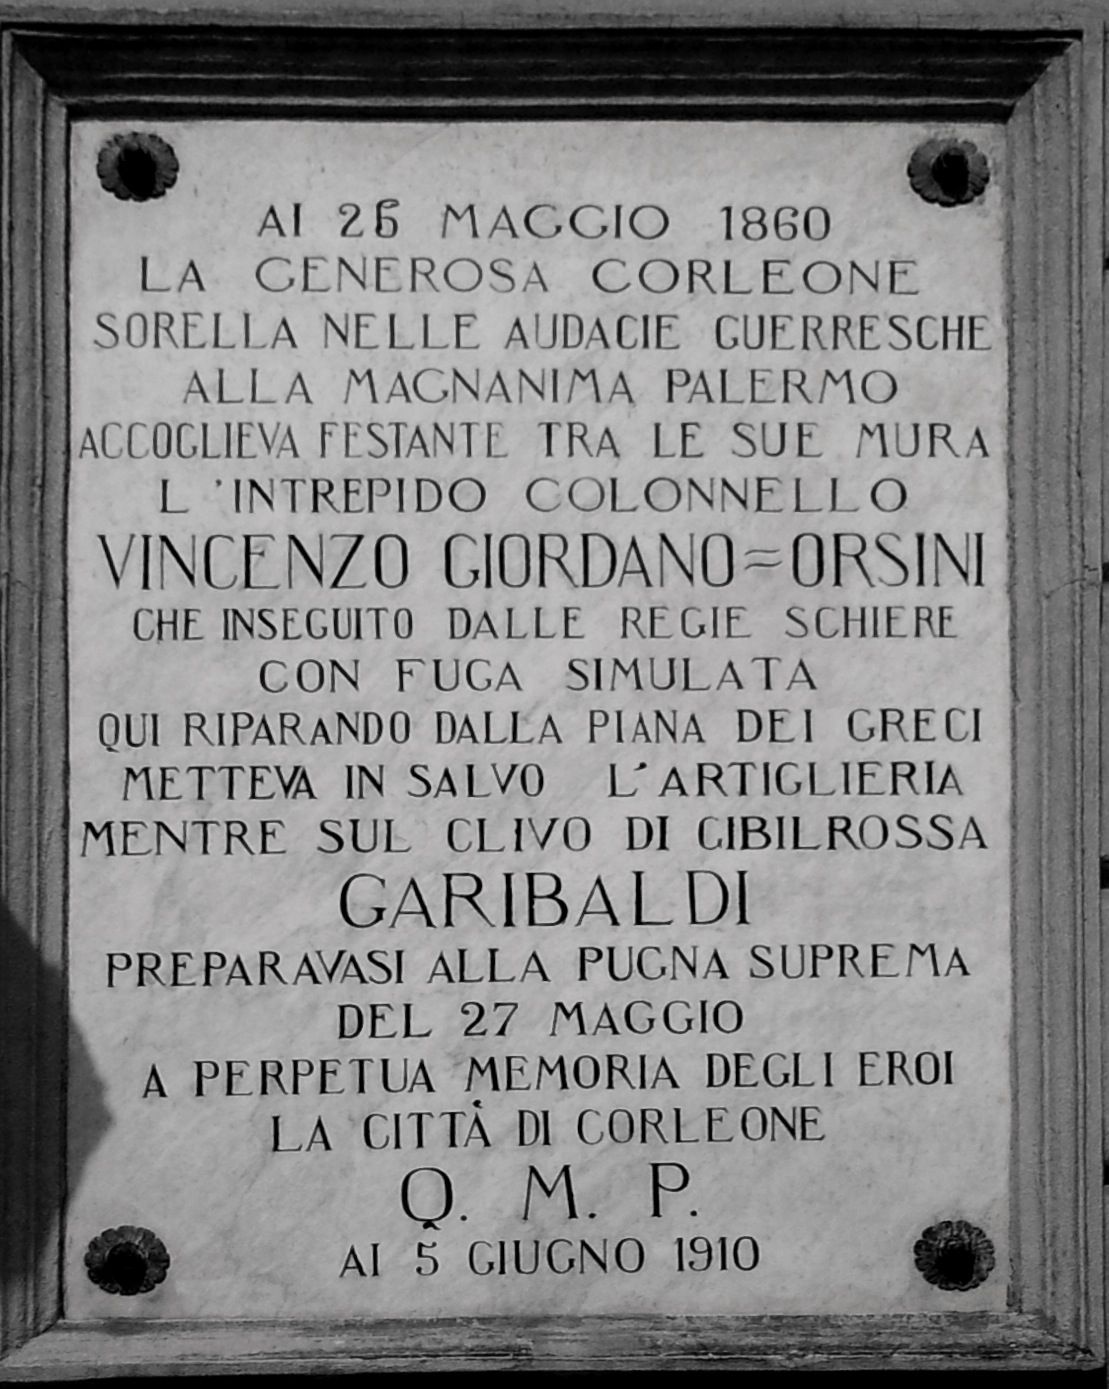 AI 26 MAGGIO 1860
LA GENEROSA CORLEONE
SORELLA NELLE AUDACIE GUERRESCHE
ALLA MAGNANIMA PALERMO
ACCOGLIEVA FESTANTE TRA LE SUE MURA
L'INTREPIDO COLONNELLO
VINCENZO GIORDANO=ORSINI
CHE INSEGUITO DALLE REGIE SCHIERE
CON FUGA SIMULATA
QUI RIPARANDO DALLA PIANA DEI GRECI
METTEVA IN SALVO L'ARTIGLIERIA
MENTRE SUL CLIVO DI GIBILROSSA
GARIBALDI
PREPARAVASI ALLA PUGNA SUPREMA
DEL 27 MAGGIO
A PERPETUA MEMORIA DEGLI EROI
LA CITTÀ DI CORLEONE
Q. M. P.
AI 5 GIUGNO 1910